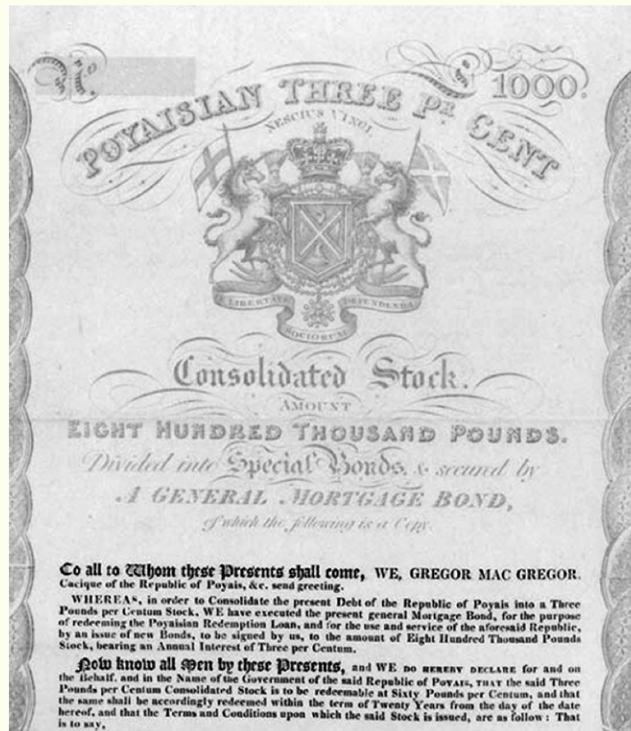 £ 1000.
POYAISIAN THREE PR CENT
NESCIUS VINCI
LIBERTATE
DEFENDENDA
SOCIORUM
Consolidated Stock.
AMOUNT
EIGHT HUNDRED THOUSAND POUNDS.
Divided into Special Bonds, & secured by
A GENERAL MORTGAGE BOND,
of which the following is a Copy.
To all to Whom these Presents shall come, WE, GREGOR MAC GREGOR.
Cacique of the Republic of Poyais, &c. send greeting.
WHEREAS, in order to Consolidate the present Debt of the Republic of Poyais into a Three
Pounds per Centum Stock, WE have executed the present general Mortgage Bond, for the purpose
of redeeming the Poyaisian Redemption Loan, and for the use and service of the aforesaid Republic,
by an issue of new Bonds, to be signed by us, to the amount of Eight Hundred Thousand Pounds
Stock, bearing an Annual Interest of Three per Centum.
Now know all Men by these Presents, and WE DO HEREBY DECLARE for and on
the Behalf, and in the Name of the Government of the said Republic of POYAIS, THAT the said Three
Pounds per Centum Consolidated Stock is to be redeemable at Sixty Pounds per Centum, and that
the same shall be accordingly redeemed within the term of Twenty Years from the day of the date
hereof, and that the Terms and Conditions upon which the said Stock is issued, are as follow: That
is to say,